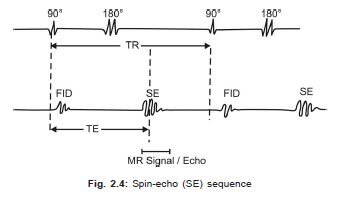 90° 180° 90° 180°
TR
FID SE FID SE
TE
MR Signal / Echo
Fig. 2.4: Spin-echo (SE) sequence